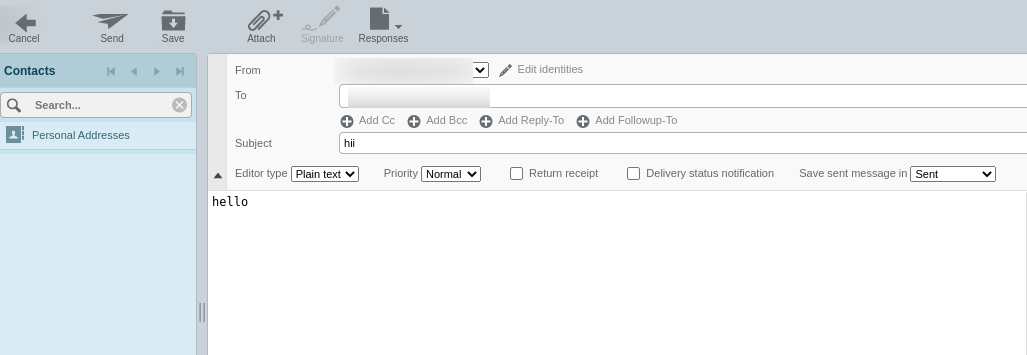 Cancel Send Save Attach Signature Responses
Contacts
Search...
Personal Addresses
From Edit identities
To
Add Cc Add Bcc Add Reply-To Add Followup-To
Subject hii
Editor type Plain text Priority Normal Return receipt Delivery status notification Save sent message in Sent
hello